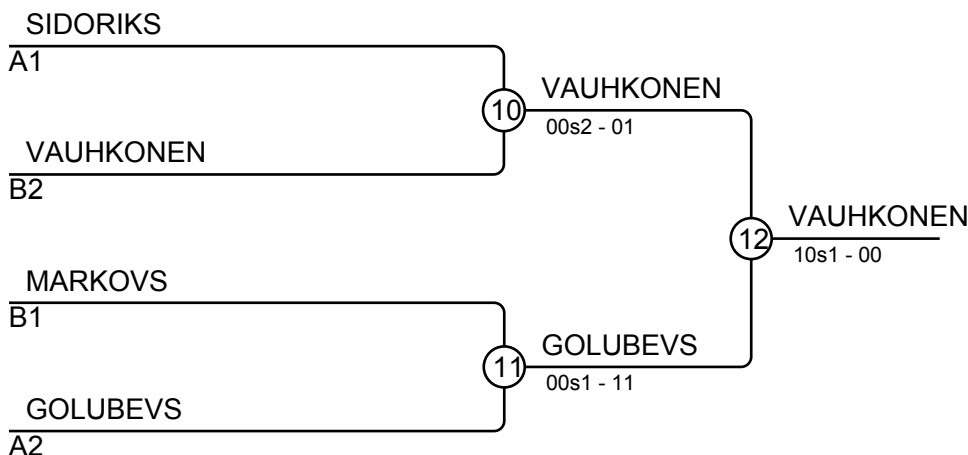 SIDORIKS
A1
10
VAUHKONEN
00s2 - 01
VAUHKONEN
B2
12
VAUHKONEN
10s1 - 00
MARKOVS
B1
11
GOLUBEVS
00s1 - 11
GOLUBEVS
A2